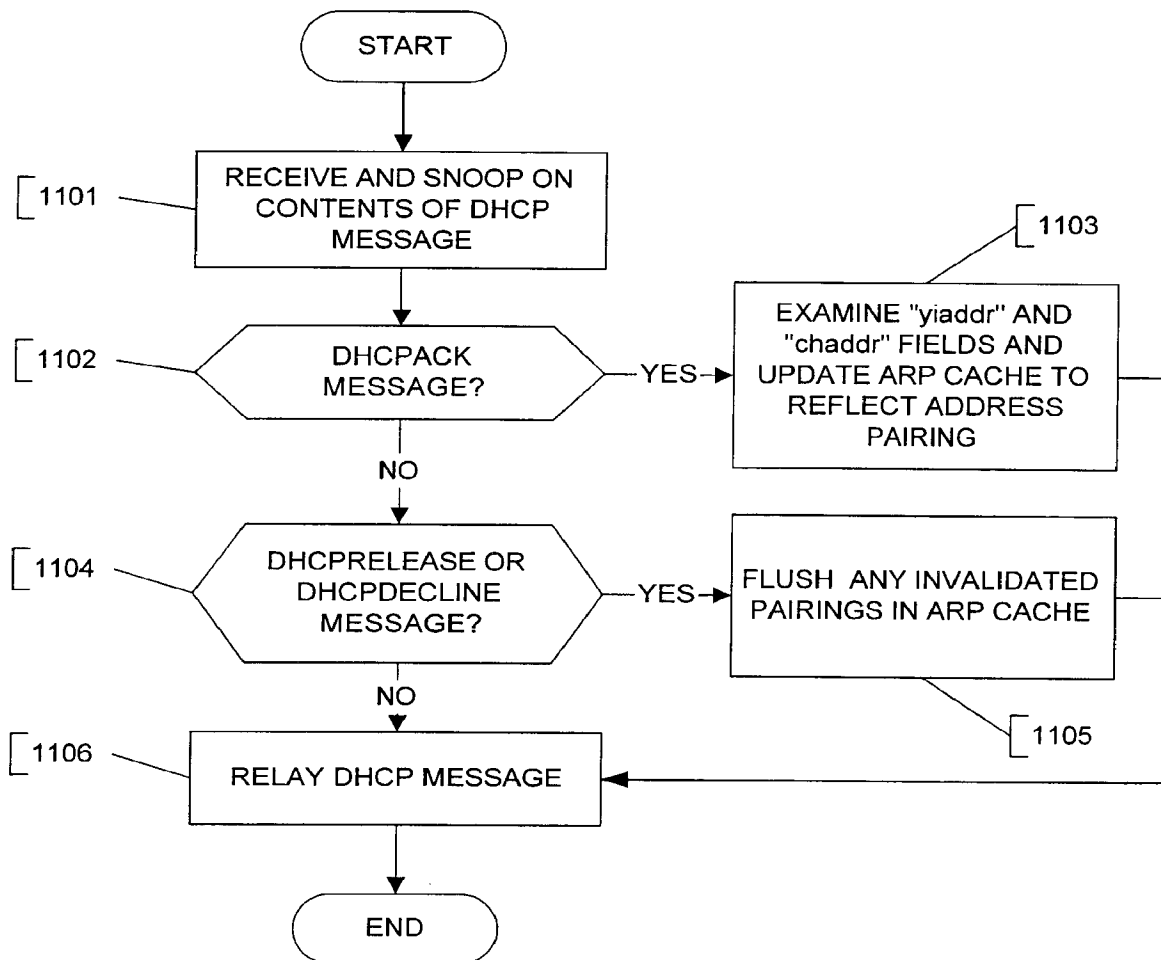 START
1101
RECEIVE AND SNOOP ON
CONTENTS OF DHCP
MESSAGE
1102
DHCPACK
MESSAGE?
YES
1103
EXAMINE "yiaddr" AND
"chaddr" FIELDS AND
UPDATE ARP CACHE TO
REFLECT ADDRESS
PAIRING
NO
1104
DHCPRELEASE OR
DHCPDECLINE
MESSAGE?
YES
FLUSH ANY INVALIDATED
PAIRINGS IN ARP CACHE
1105
NO
1106
RELAY DHCP MESSAGE
END